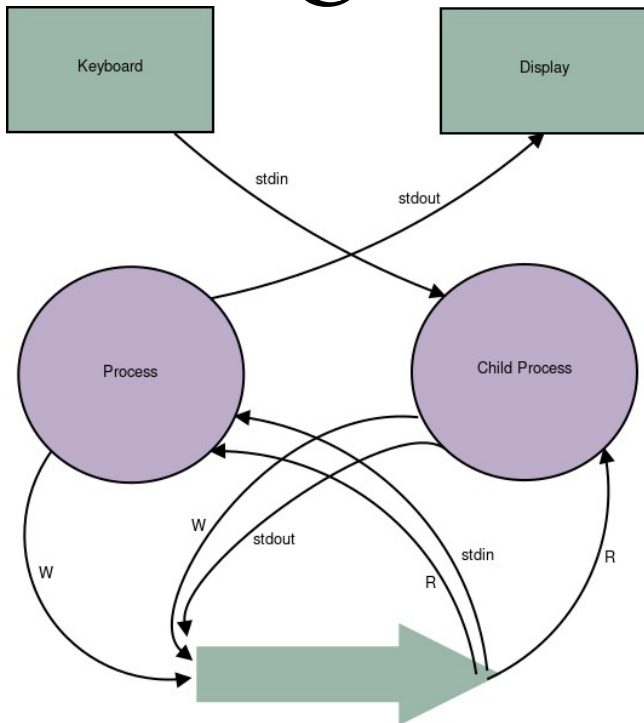 Keyboard
Display
stdin
stdout
Process
Child Process
W
stdout
stdin
W
R
R